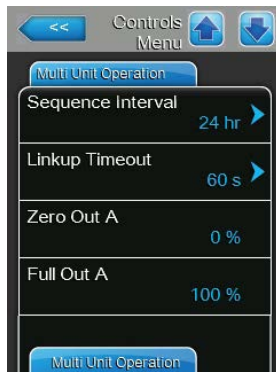 <<
Controls
Menu
Multi Unit Operation
Sequence Interval
24 hr
Linkup Timeout
60 s
Zero Out A
0 %
Full Out A
100 %
Multi Unit Operation